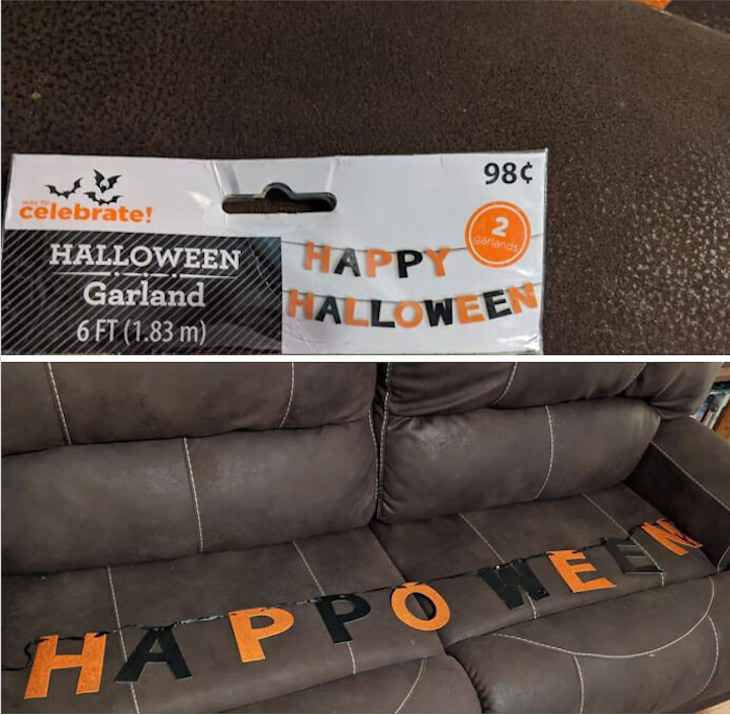 way to
celebrate!
98¢
2
garlands
HALLOWEEN
Garland
6 FT (1.83 m)
HAPPY
HALLOWEEN
HAPPOWEEN